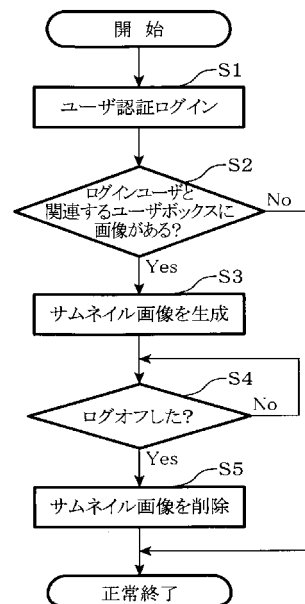 開 始
S1
ユーザ認証ログイン
S2
ログインユーザと
関連するユーザボックスに
画像がある?
No
Yes
S3
サムネイル画像を生成
S4
ログオフした?
No
Yes
S5
サムネイル画像を削除
正常終了